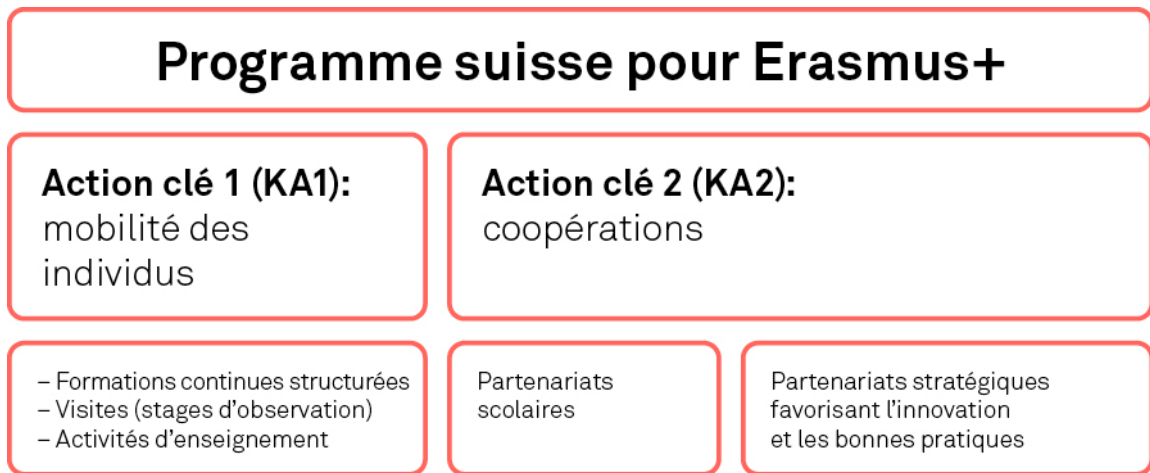 Programme suisse pour Erasmus+
Action clé 1 (KA1):
mobilité des
individus
Action clé 2 (KA2):
coopérations
– Formations continues structurées
– Visites (stages d’observation)
– Activités d’enseignement
Partenariats
scolaires
Partenariats stratégiques
favorisant l’innovation
et les bonnes pratiques